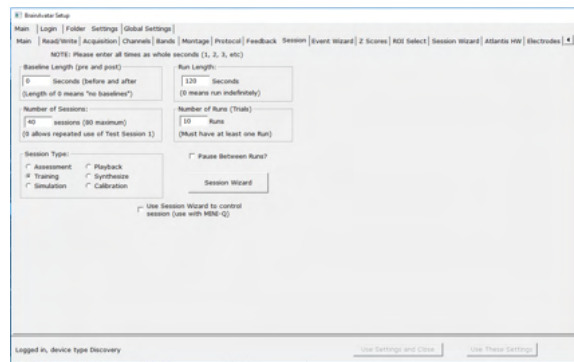 BrainAvatar Setup
Main Login Folder Settings Global Settings
Main Read/Write Acquisition Channels Bands Montage Protocol Feedback Session Event Wizard Z Scores ROI Select Session Wizard Atlantis HW Electrodes
NOTE: Please enter all times as whole seconds (1, 2, 3, etc)
Baseline Length (pre and post)
0 Seconds (before and after
(Length of 0 means "no baselines")
Run Length:
120 Seconds
(0 means run indefinitely)
Number of Sessions:
40 sessions (80 maximum)
(0 allows repeated use of Test Session 1)
Number of Runs (Trials)
10 Runs
(Must have at least one Run)
Session Type:
Assessment Playback
Training Synthesize
Simulation Calibration
Pause Between Runs?
Session Wizard
Use Session Wizard to control
session (use with MINI-Q)
Logged in, device type Discovery
Use Settings and Close Use These Settings